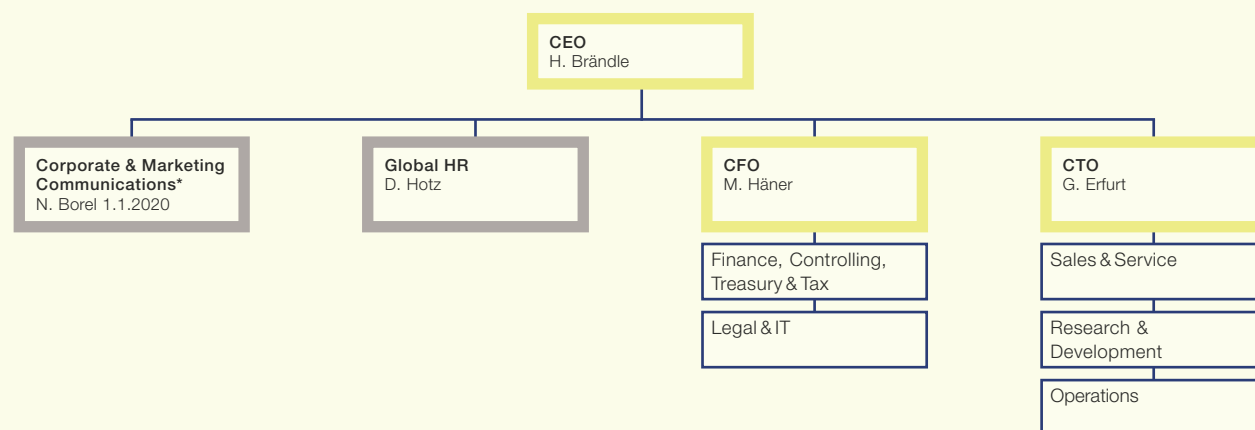 CEO
H. Brändle
Corporate & Marketing
Communications*
N. Borel 1.1.2020
Global HR
D. Hotz
CFO
M. Häner
CTO
G. Erfurt
Finance, Controlling,
Treasury & Tax
Legal & IT
Sales & Service
Research &
Development
Operations